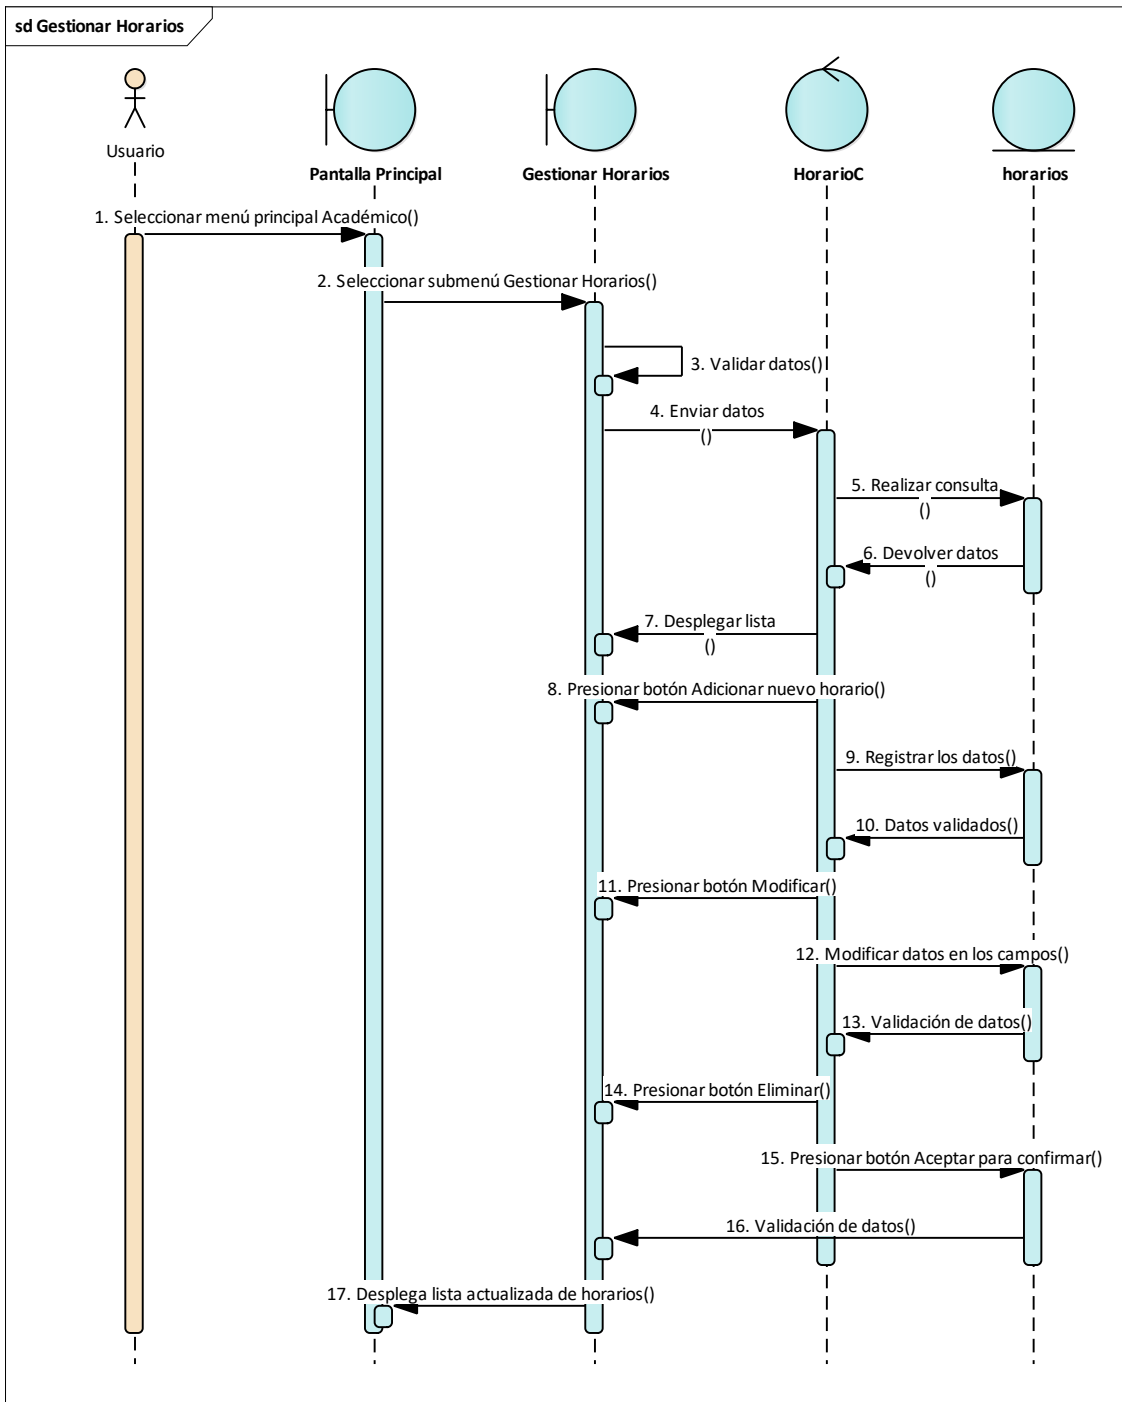 sd Gestionar Horarios
Usuario
Pantalla Principal
Gestionar Horarios
HorarioC
horarios
1. Seleccionar menú principal Académico()
2. Seleccionar submenú Gestionar Horarios()
3. Validar datos()
4. Enviar datos
()
5. Realizar consulta
()
6. Devolver datos
()
7. Desplegar lista
()
8. Presionar botón Adicionar nuevo horario()
9. Registrar los datos()
10. Datos validados()
11. Presionar botón Modificar()
12. Modificar datos en los campos()
13. Validación de datos()
14. Presionar botón Eliminar()
15. Presionar botón Aceptar para confirmar()
16. Validación de datos()
17. Desplega lista actualizada de horarios()